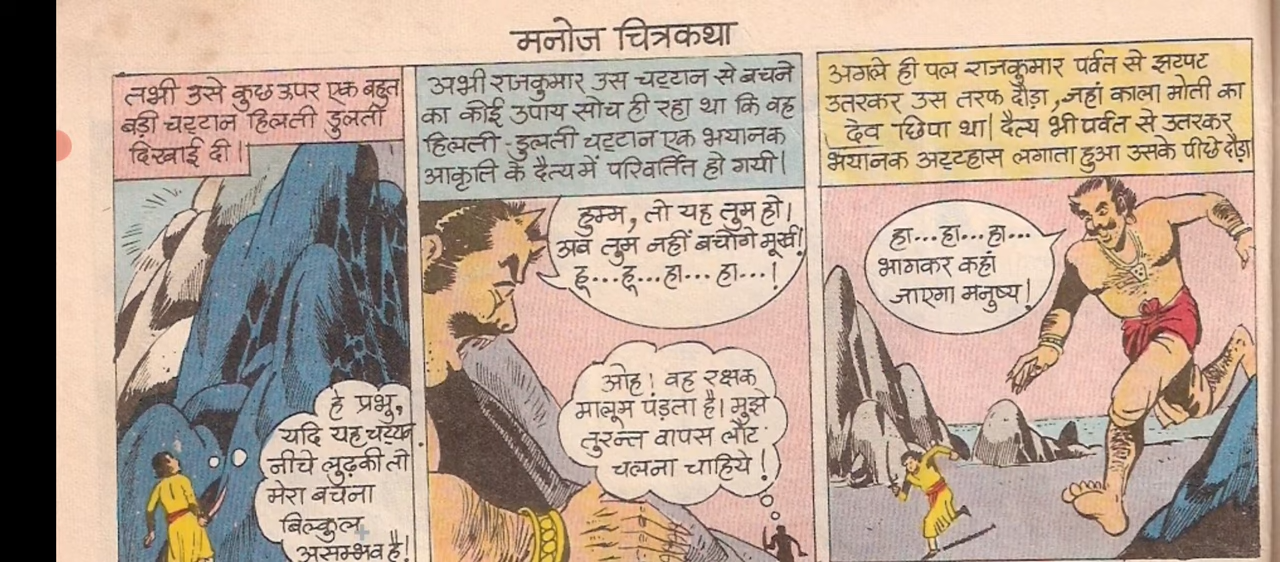 मनोज चित्रकथा
तभी उसे कुछ ऊपर एक बहुत
बड़ी चट्टान हिलती डुलती
दिखाई दी।
हे प्रभु,
यदि यह चट्टान
नीचे लुढ़की तो
मेरा बचना
बिल्कुल
असम्भव है!
अभी राजकुमार उस चट्टान से बचने
का कोई उपाय सोच ही रहा था कि वह
हिलती-डुलती चट्टान एक भयानक
आकृति के दैत्य में परिवर्तित हो गयी।
हुम्म, तो यह तुम हो।
अब तुम नहीं बचोगे मूर्ख!
हू...हू...हा...हा...!
ओह! वह रक्षक
मालूम पड़ता है। मुझे
तुरन्त वापस लौट
चलना चाहिये!
अगले ही पल राजकुमार पर्वत से झटपट
उतरकर उस तरफ दौड़ा, जहां काला मोती का
देव छिपा था। दैत्य भी पर्वत से उतरकर
भयानक अट्टहास लगाता हुआ उसके पीछे दौड़ा
हा...हा...हा...
भागकर कहां
जाएगा मनुष्य!